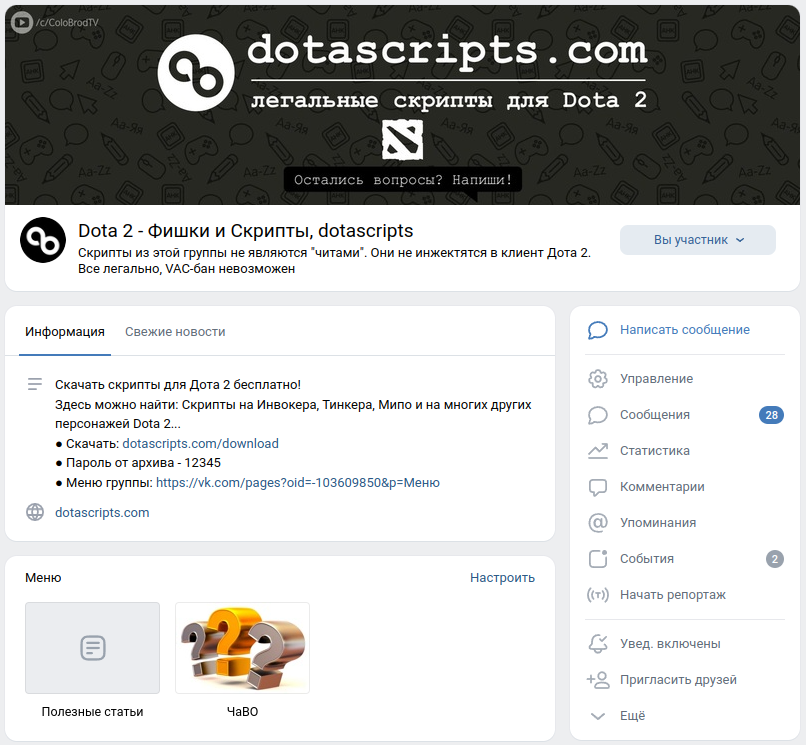 /c/ColoBrodTV
dotascripts.com
легальные скрипты для Dota 2
Остались вопросы? Напиши!
Dota 2 - Фишки и Скрипты, dotascripts
Скрипты из этой группы не являются "читами". Они не инжектятся в клиент Дота 2.
Все легально, VAC-бан невозможен
Вы участник
Информация
Свежие новости
Скачать скрипты для Дота 2 бесплатно!
Здесь можно найти: Скрипты на Инвокера, Тинкера, Мипо и на многих других
персонажей Dota 2...
● Скачать: dotascripts.com/download
● Пароль от архива - 12345
● Меню группы: https://vk.com/pages?oid=-103609850&p=Меню
dotascripts.com
Меню
Настроить
Полезные статьи
ЧаВО
Написать сообщение
Управление
Сообщения 28
Статистика
Комментарии
Упоминания
События 2
Начать репортаж
Увед. включены
Пригласить друзей
Ещё